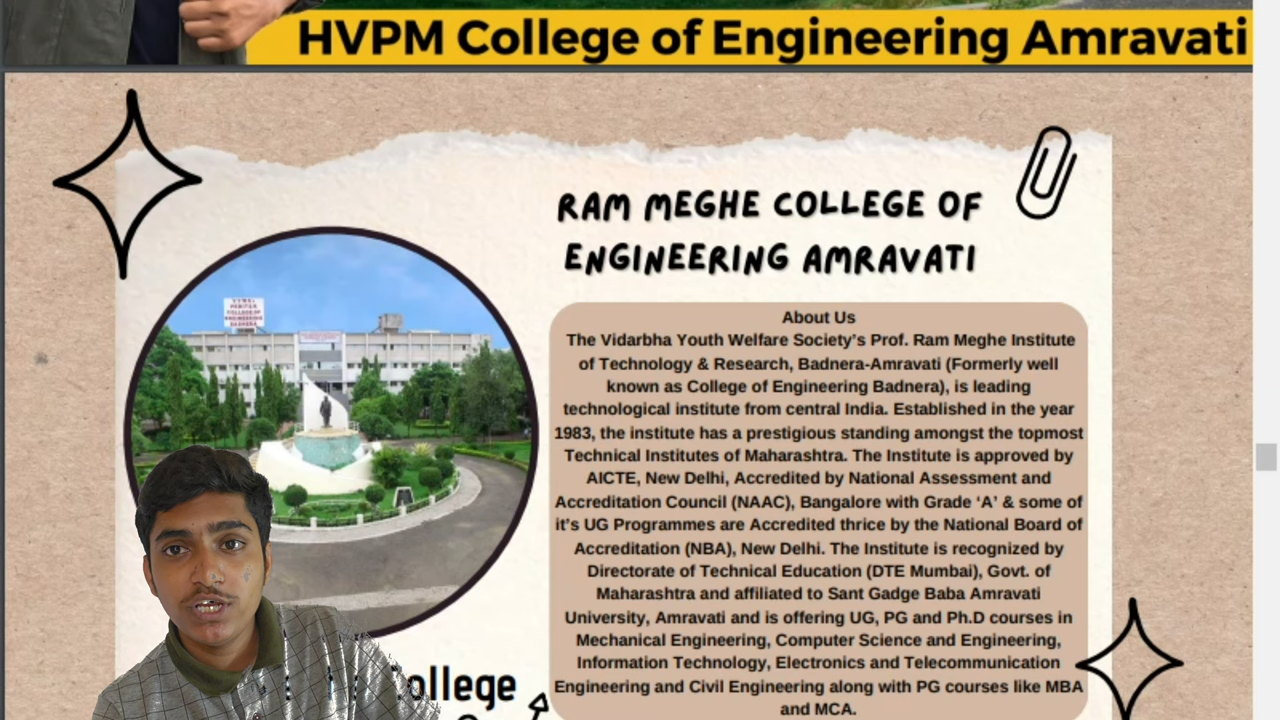 HVPM College of Engineering Amravati
RAM MEGHE COLLEGE OF
ENGINEERING AMRAVATI
About Us
The Vidarbha Youth Welfare Society's Prof. Ram Meghe Institute
of Technology & Research, Badnera-Amravati (Formerly well
known as College of Engineering Badnera), is leading
technological institute from central India. Established in the year
1983, the institute has a prestigious standing amongst the topmost
Technical Institutes of Maharashtra. The Institute is approved by
AICTE, New Delhi, Accredited by National Assessment and
Accreditation Council (NAAC), Bangalore with Grade ‘A’ & some of
it’s UG Programmes are Accredited thrice by the National Board of
Accreditation (NBA), New Delhi. The Institute is recognized by
Directorate of Technical Education (DTE Mumbai), Govt. of
Maharashtra and affiliated to Sant Gadge Baba Amravati
University, Amravati and is offering UG, PG and Ph.D courses in
Mechanical Engineering, Computer Science and Engineering,
Information Technology, Electronics and Telecommunication
Engineering and Civil Engineering along with PG courses like MBA
and MCA.
ollege